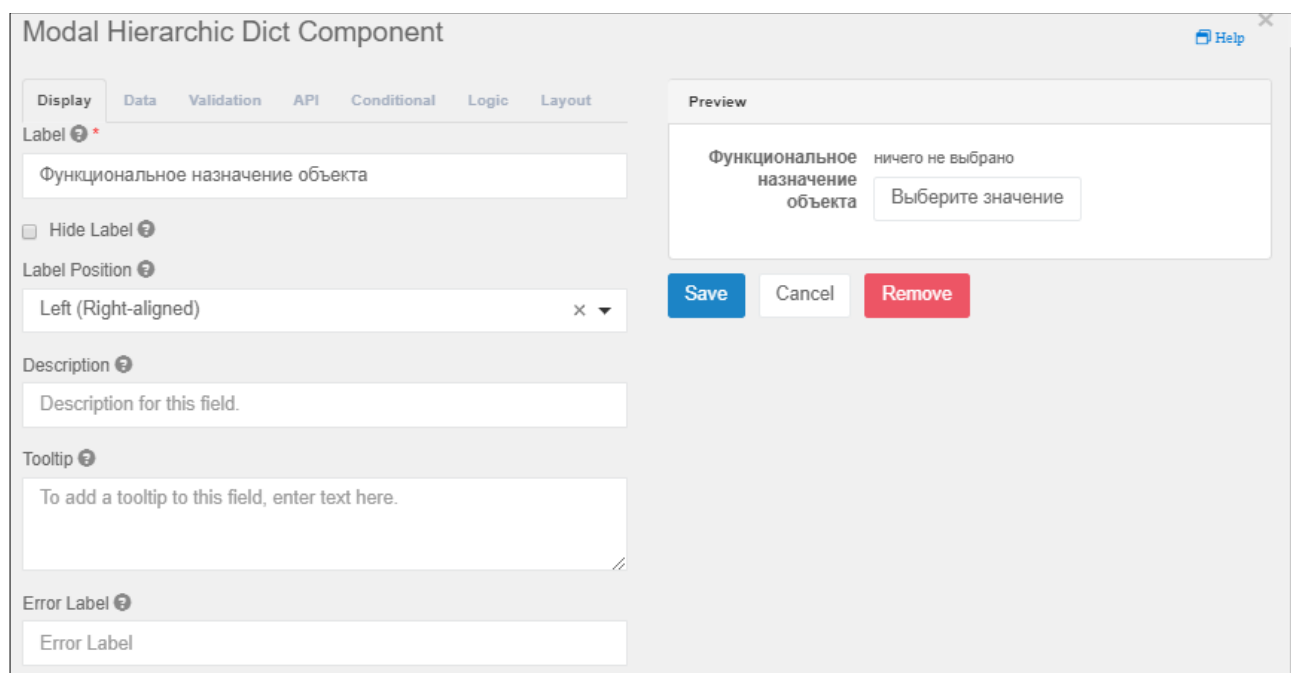 Modal Hierarchic Dict Component
Help
Display Data Validation API Conditional Logic Layout
Label *
Функциональное назначение объекта
Hide Label
Label Position
Left (Right-aligned)
Description
Description for this field.
Tooltip
To add a tooltip to this field, enter text here.
Error Label
Error Label
Preview
Функциональное
назначение
объекта
ничего не выбрано
Выберите значение
Save Cancel Remove